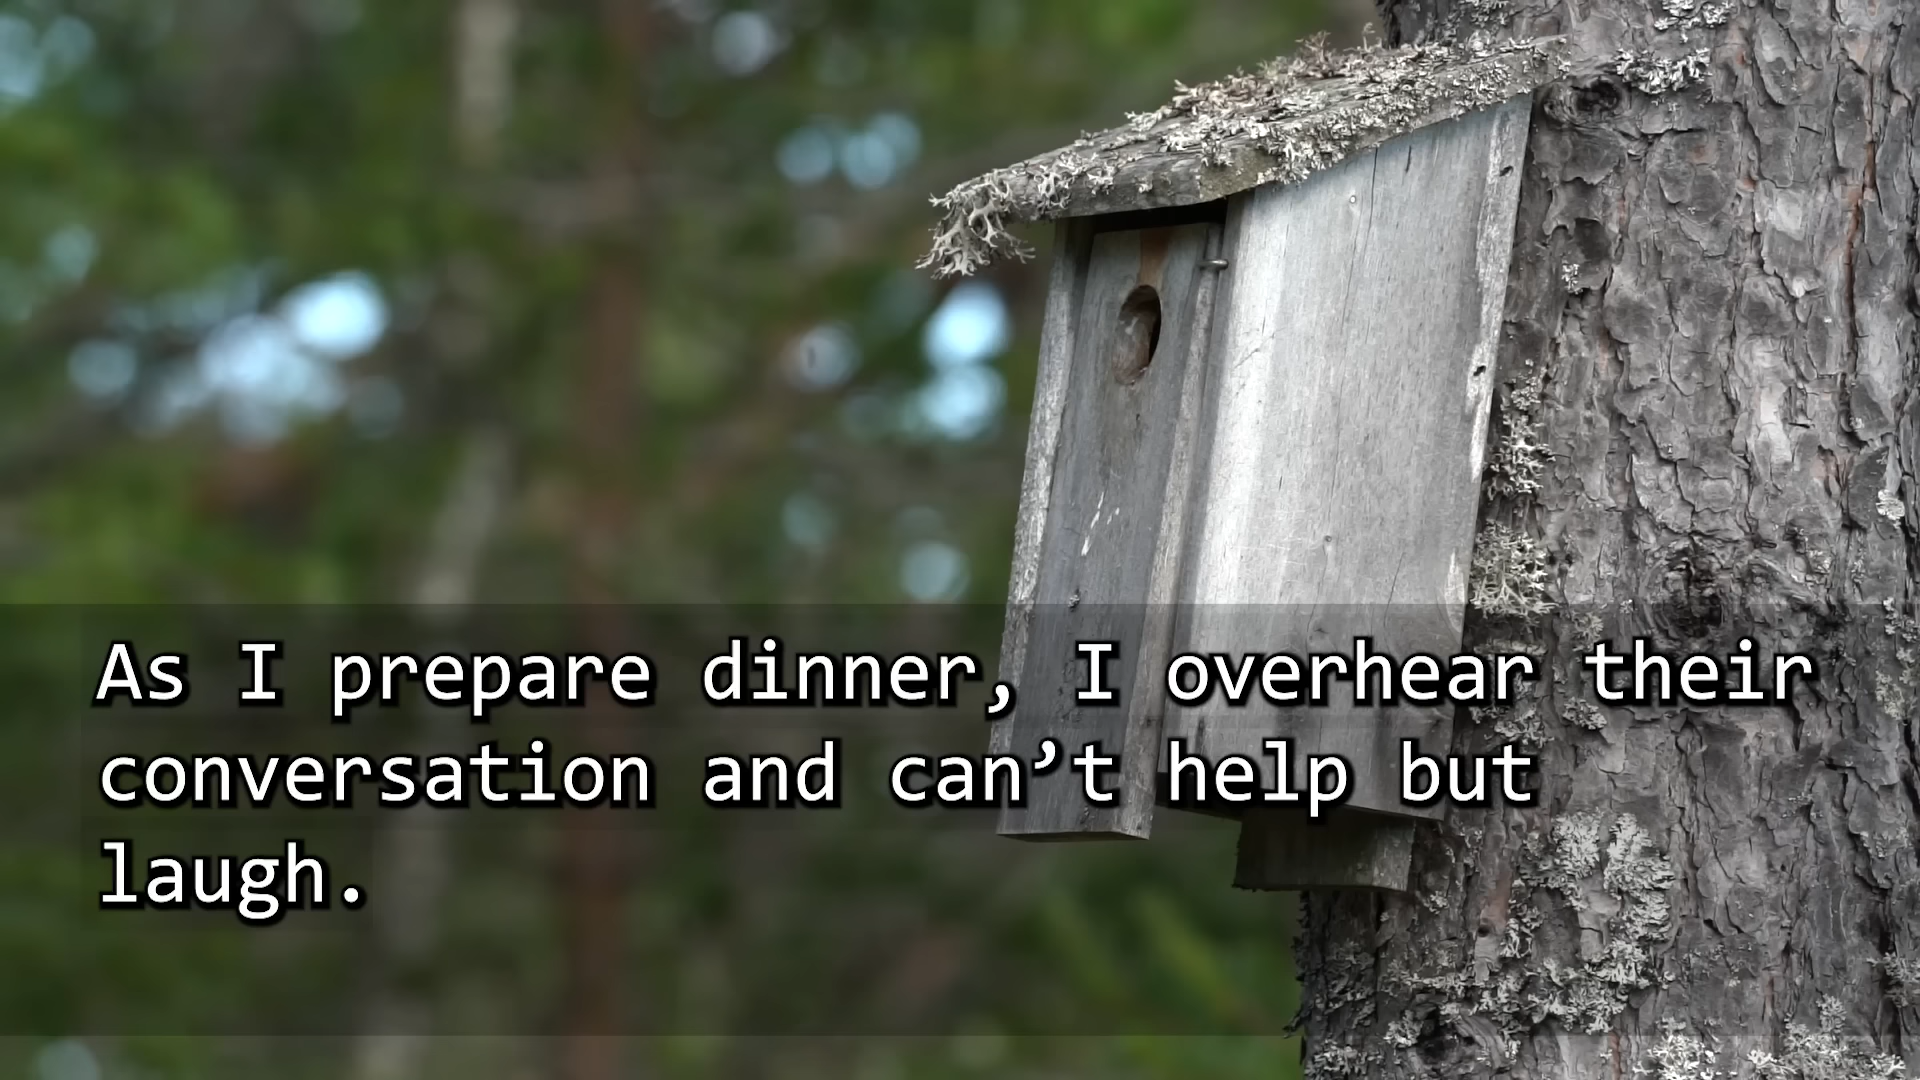 As I prepare dinner, I overhear their
conversation and can’t help but
laugh.